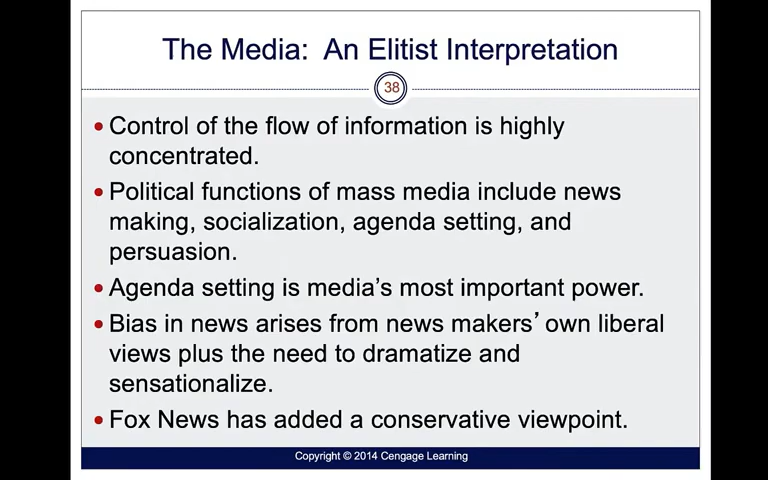 The Media: An Elitist Interpretation
38
• Control of the flow of information is highly
concentrated.
• Political functions of mass media include news
making, socialization, agenda setting, and
persuasion.
• Agenda setting is media’s most important power.
• Bias in news arises from news makers’ own liberal
views plus the need to dramatize and
sensationalize.
• Fox News has added a conservative viewpoint.
Copyright © 2014 Cengage Learning